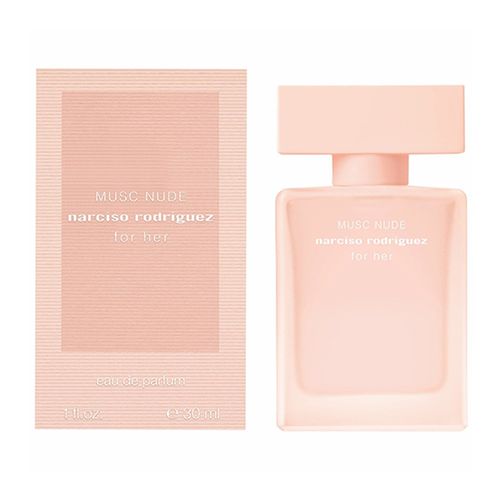 MUSC NUDE
narciso rodriguez
for her
eau de parfum
1 fl.oz. e 30 ml
MUSC NUDE
narciso rodriguez
for her